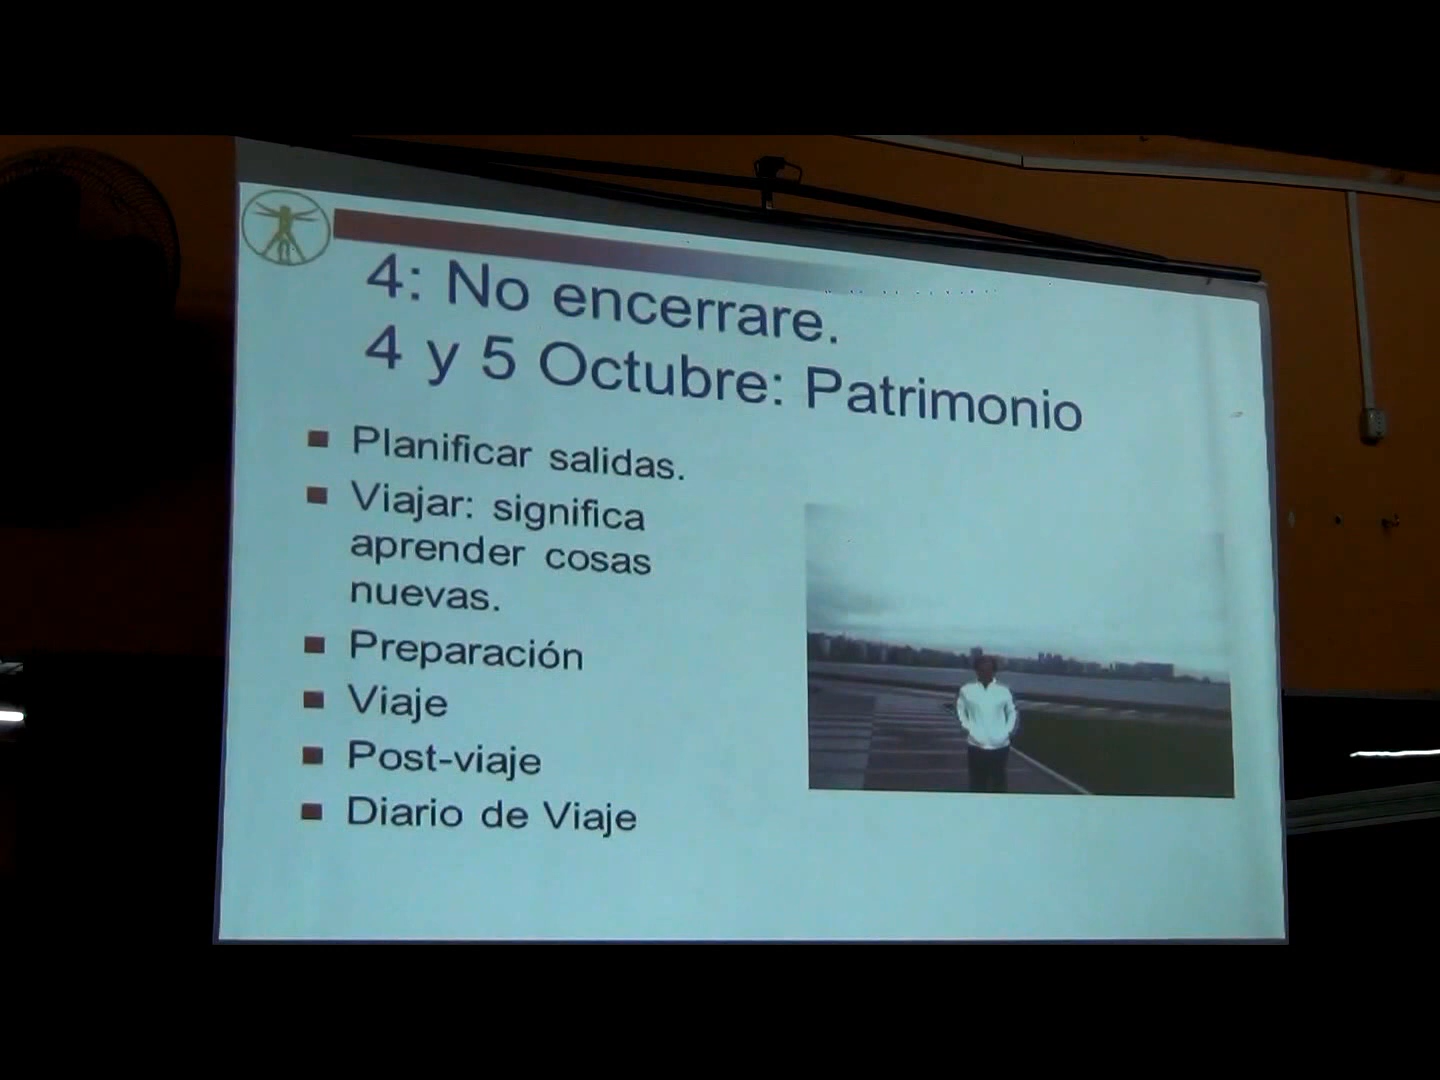 4: No encerrare.
4 y 5 Octubre: Patrimonio
Planificar salidas.
Viajar: significa
aprender cosas
nuevas.
Preparación
Viaje
Post-viaje
Diario de Viaje